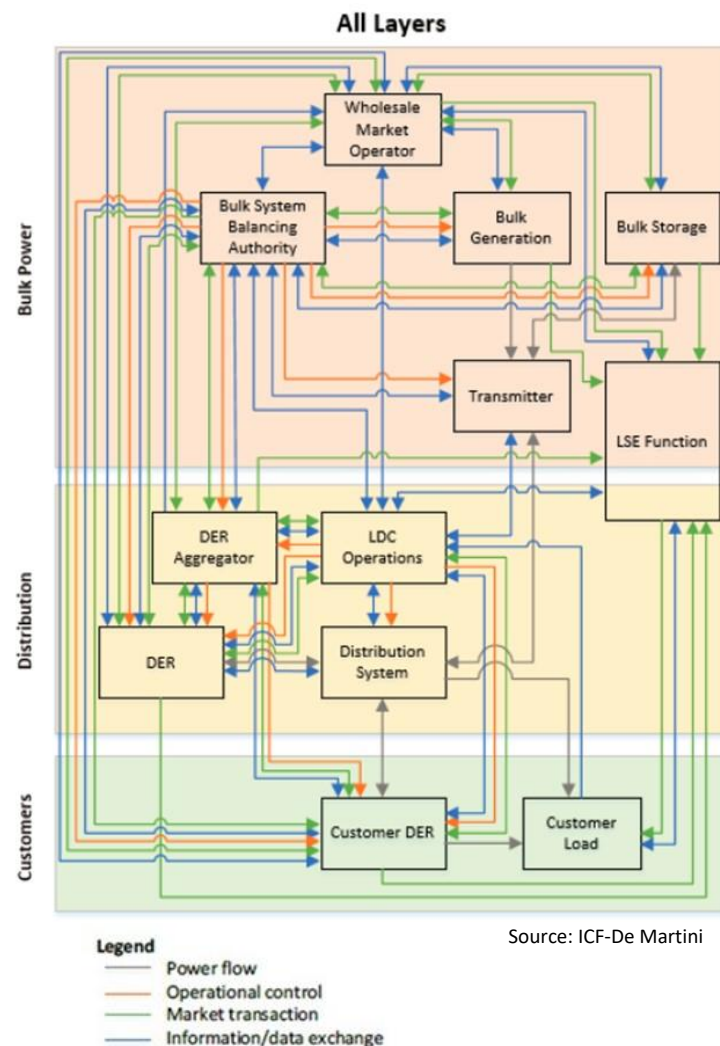 All Layers
Bulk Power
Wholesale
Market
Operator
Bulk System
Balancing
Authority
Bulk
Generation
Bulk Storage
Transmitter
LSE Function
Distribution
DER
Aggregator
LDC
Operations
DER
Distribution
System
Customers
Customer DER
Customer
Load
Source: ICF-De Martini
Legend
Power flow
Operational control
Market transaction
Information/data exchange